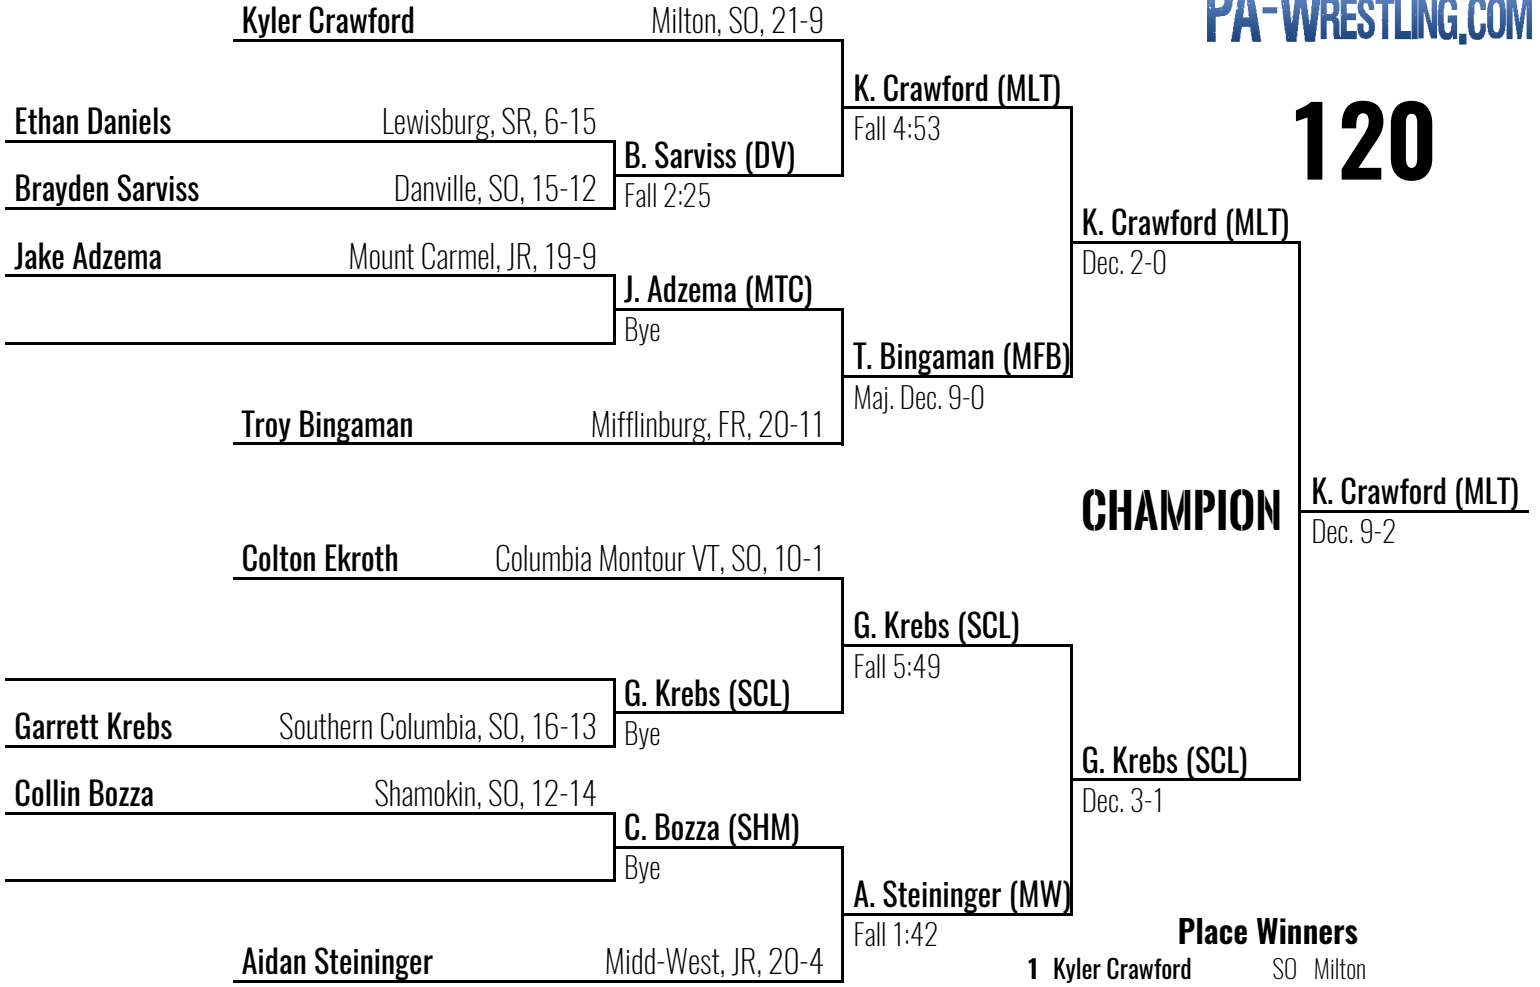 PA-WRESTLING.COM
120
Kyler Crawford Milton, SO, 21-9
K. Crawford (MLT)
Fall 4:53
Ethan Daniels Lewisburg, SR, 6-15
B. Sarviss (DV)
Fall 2:25
Brayden Sarviss Danville, SO, 15-12
K. Crawford (MLT)
Dec. 2-0
Jake Adzema Mount Carmel, JR, 19-9
J. Adzema (MTC)
Bye
T. Bingaman (MFB)
Maj. Dec. 9-0
Troy Bingaman Mifflinburg, FR, 20-11
CHAMPION
K. Crawford (MLT)
Dec. 9-2
Colton Ekroth Columbia Montour VT, SO, 10-1
G. Krebs (SCL)
Fall 5:49
G. Krebs (SCL)
Bye
Garrett Krebs Southern Columbia, SO, 16-13
G. Krebs (SCL)
Dec. 3-1
Collin Bozza Shamokin, SO, 12-14
C. Bozza (SHM)
Bye
A. Steininger (MW)
Fall 1:42
Aidan Steininger Midd-West, JR, 20-4
Place Winners
1 Kyler Crawford SO Milton